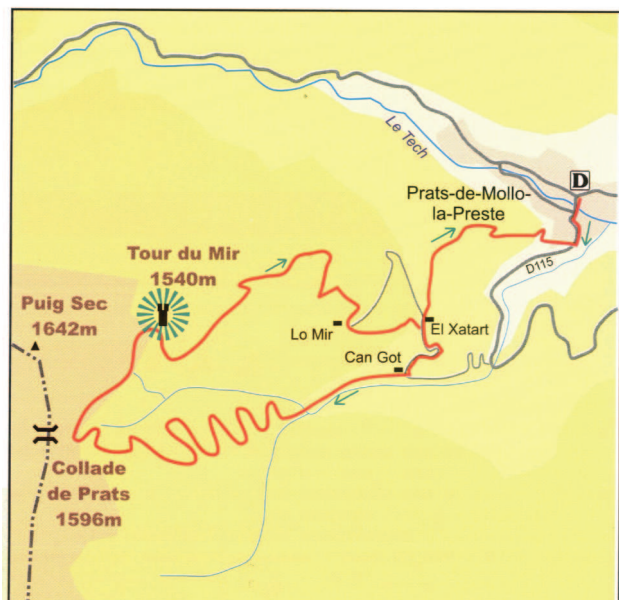 Le Tech
D
Prats-de-Mollo-
la-Preste
D115
Tour du Mir
1540m
Puig Sec
1642m
Lo Mir
El Xatart
Can Got
Collade
de Prats
1596m